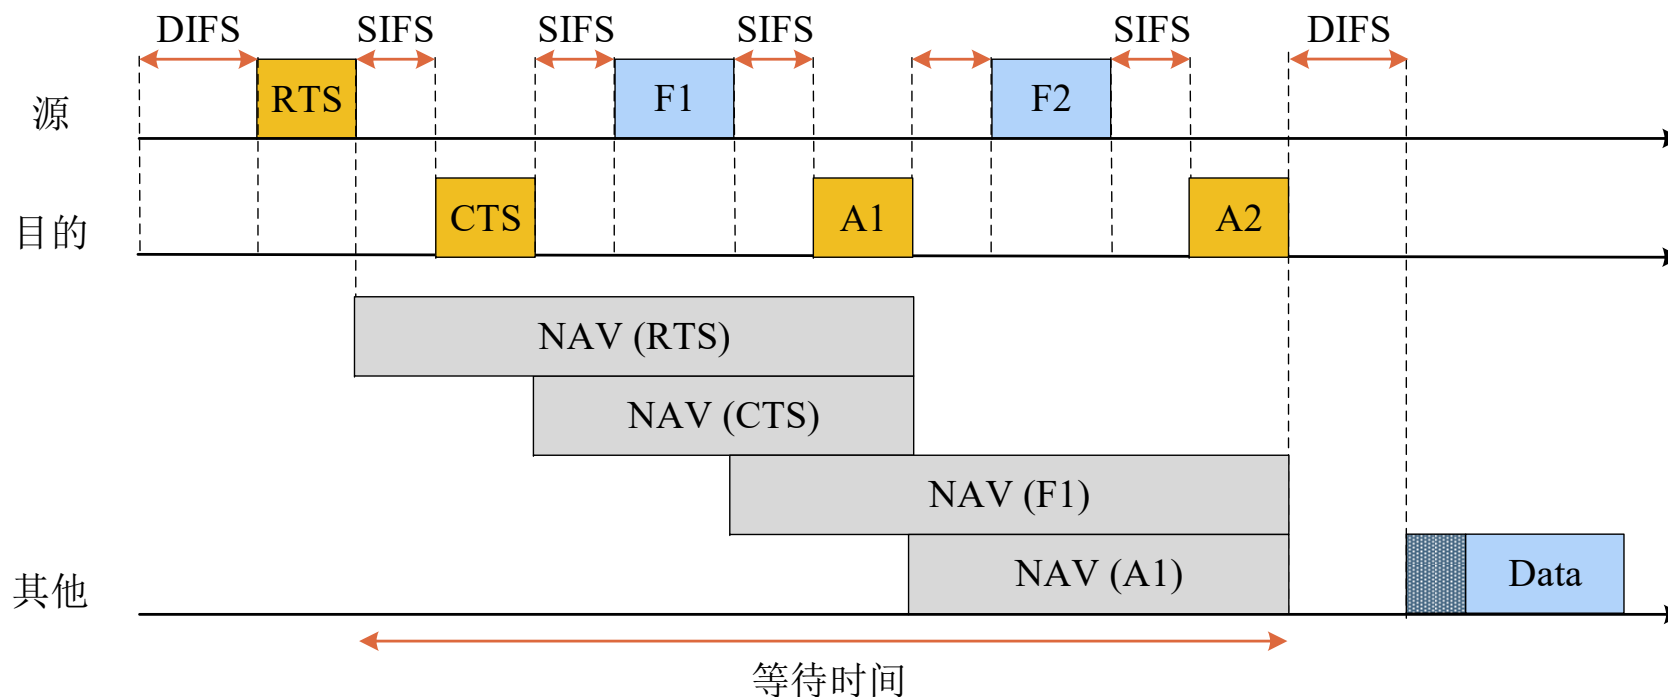 DIFS SIFS SIFS SIFS SIFS DIFS
源 RTS F1 F2
目的 CTS A1 A2
NAV (RTS)
NAV (CTS)
NAV (F1)
其他 NAV (A1) Data
等待时间